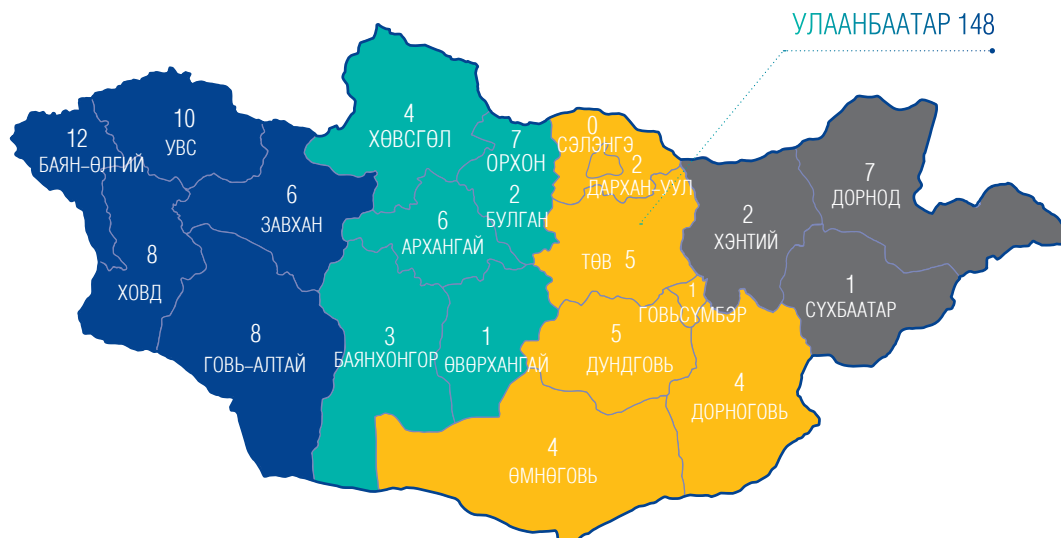 УЛААНБААТАР 148
12
БАЯН-ӨЛГИЙ
10
УВС
6
ЗАВХАН
8
ХОВД
8
ГОВЬ-АЛТАЙ
4
ХӨВСГӨЛ
7
ОРХОН
2
БУЛГАН
6
АРХАНГАЙ
3
БАЯНХОНГОР
1
ӨВӨРХАНГАЙ
0
СЭЛЭНГЭ
2
ДАРХАН-УУЛ
ТӨВ 5
1
ГОВЬСҮМБЭР
5
ДУНДГОВЬ
4
ДОРНОГОВЬ
4
ӨМНӨГОВЬ
2
ХЭНТИЙ
7
ДОРНОД
1
СҮХБААТАР